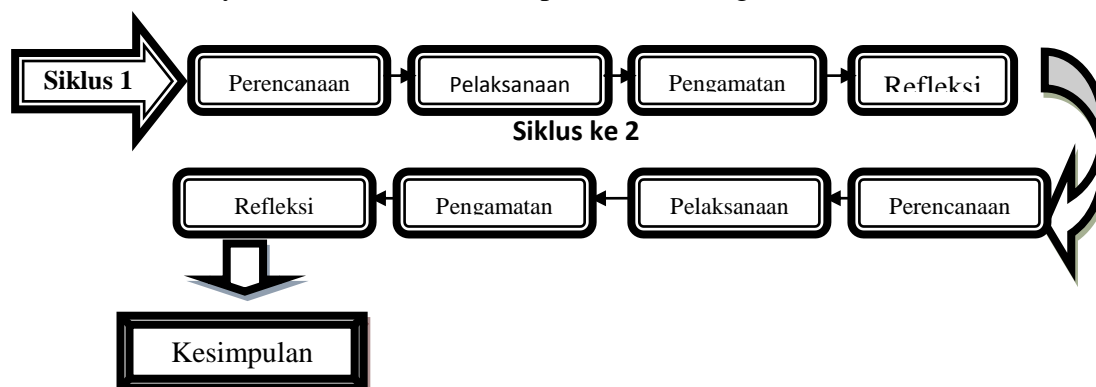 Siklus 1 Perencanaan Pelaksanaan Pengamatan Refleksi
Siklus ke 2
Refleksi Pengamatan Pelaksanaan Perencanaan
Kesimpulan